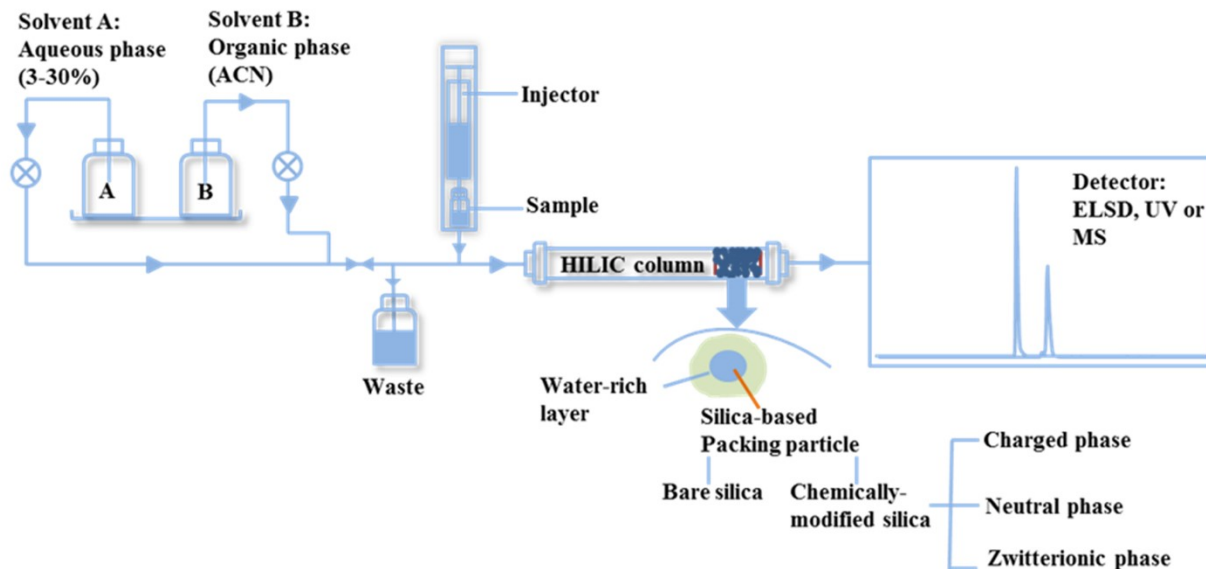 Solvent A:
Aqueous phase
(3-30%)
Solvent B:
Organic phase
(ACN)
Injector
A
B
Sample
Detector:
ELSD, UV or
MS
HILIC column
Waste
Water-rich
layer
Silica-based
Packing particle
Bare silica
Chemically-
modified silica
Charged phase
Neutral phase
Zwitterionic phase